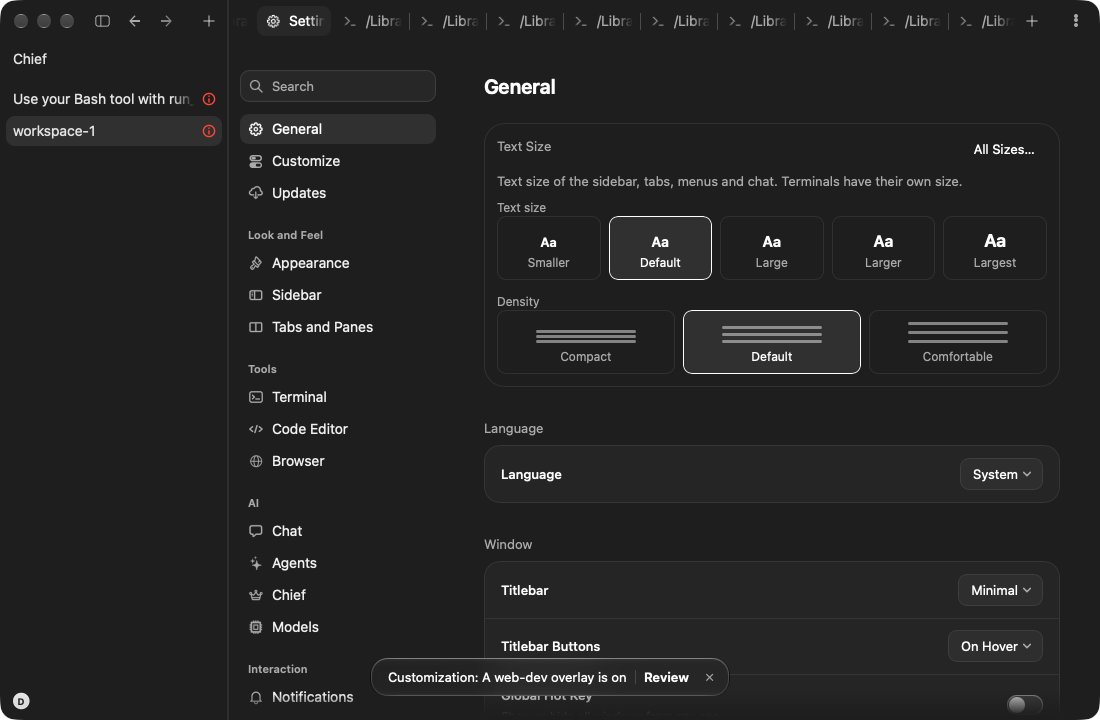 Settin
/Libra
/Libra
/Libra
/Libra
/Libra
/Libra
/Libra
/Libra
/Libra
Chief
Use your Bash tool with run_
workspace-1
D
Search
General
Customize
Updates
Look and Feel
Appearance
Sidebar
Tabs and Panes
Tools
Terminal
Code Editor
Browser
AI
Chat
Agents
Chief
Models
Interaction
Notifications
General
Text Size
All Sizes...
Text size of the sidebar, tabs, menus and chat. Terminals have their own size.
Text size
Aa Aa Aa Aa Aa
Smaller Default Large Larger Largest
Density
Compact Default Comfortable
Language
Language System
Window
Titlebar Minimal
Titlebar Buttons On Hover
Customization: A web-dev overlay is on Review
Global Hot Key